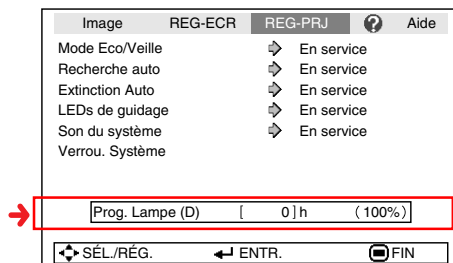 Image REG-ECR REG-PRJ ? Aide
Mode Eco/Veille En service
Recherche auto En service
Extinction Auto En service
LEDs de guidage En service
Son du système En service
Verrou. Système
Prog. Lampe (D) [ 0] h (100%)
SÉL./RÉG. ENTR. FIN